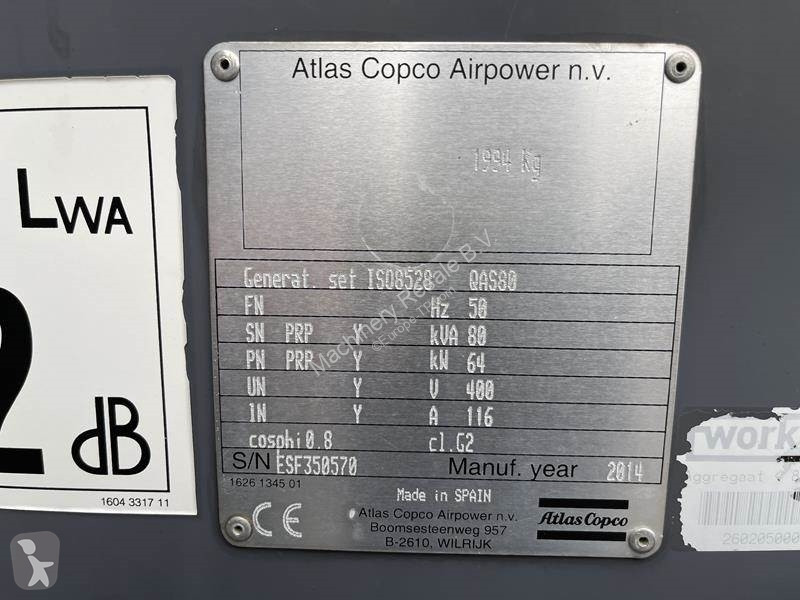 Atlas Copco Airpower n.v.
1994 Kg
Generat. set ISO8528 QAS80
FN Hz 50
SN PRP Y kVA 80
PN PRP Y kW 64
UN Y V 400
IN Y A 116
cosphi 0.8 cl.G2
S/N ESF350570 Manuf. year 2014
1626 1345 01
Made in SPAIN
CE
Atlas Copco Airpower n.v.
Boomsesteenweg 957
B-2610, WILRIJK
Atlas Copco
LWA
2
dB
1604 3317 11
Machinery Resale B.V.